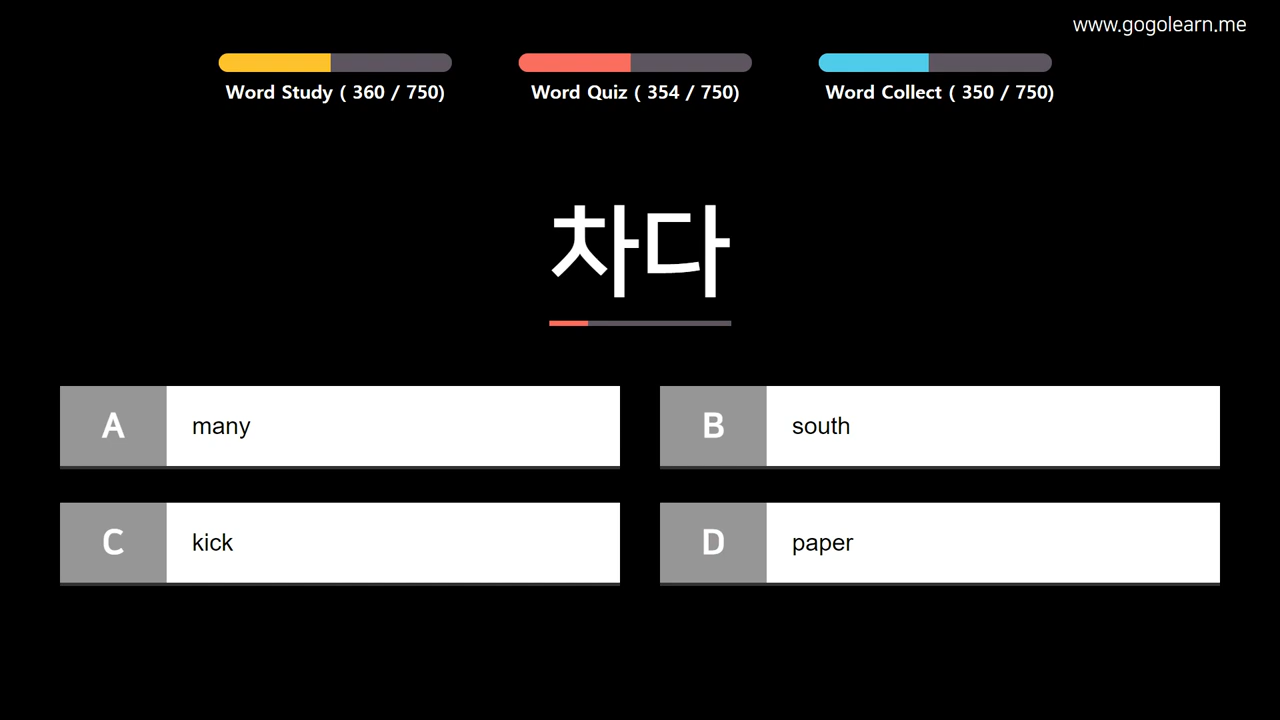 www.gogolearn.me
Word Study ( 360 / 750)
Word Quiz ( 354 / 750)
Word Collect ( 350 / 750)
차다
A many
B south
C kick
D paper